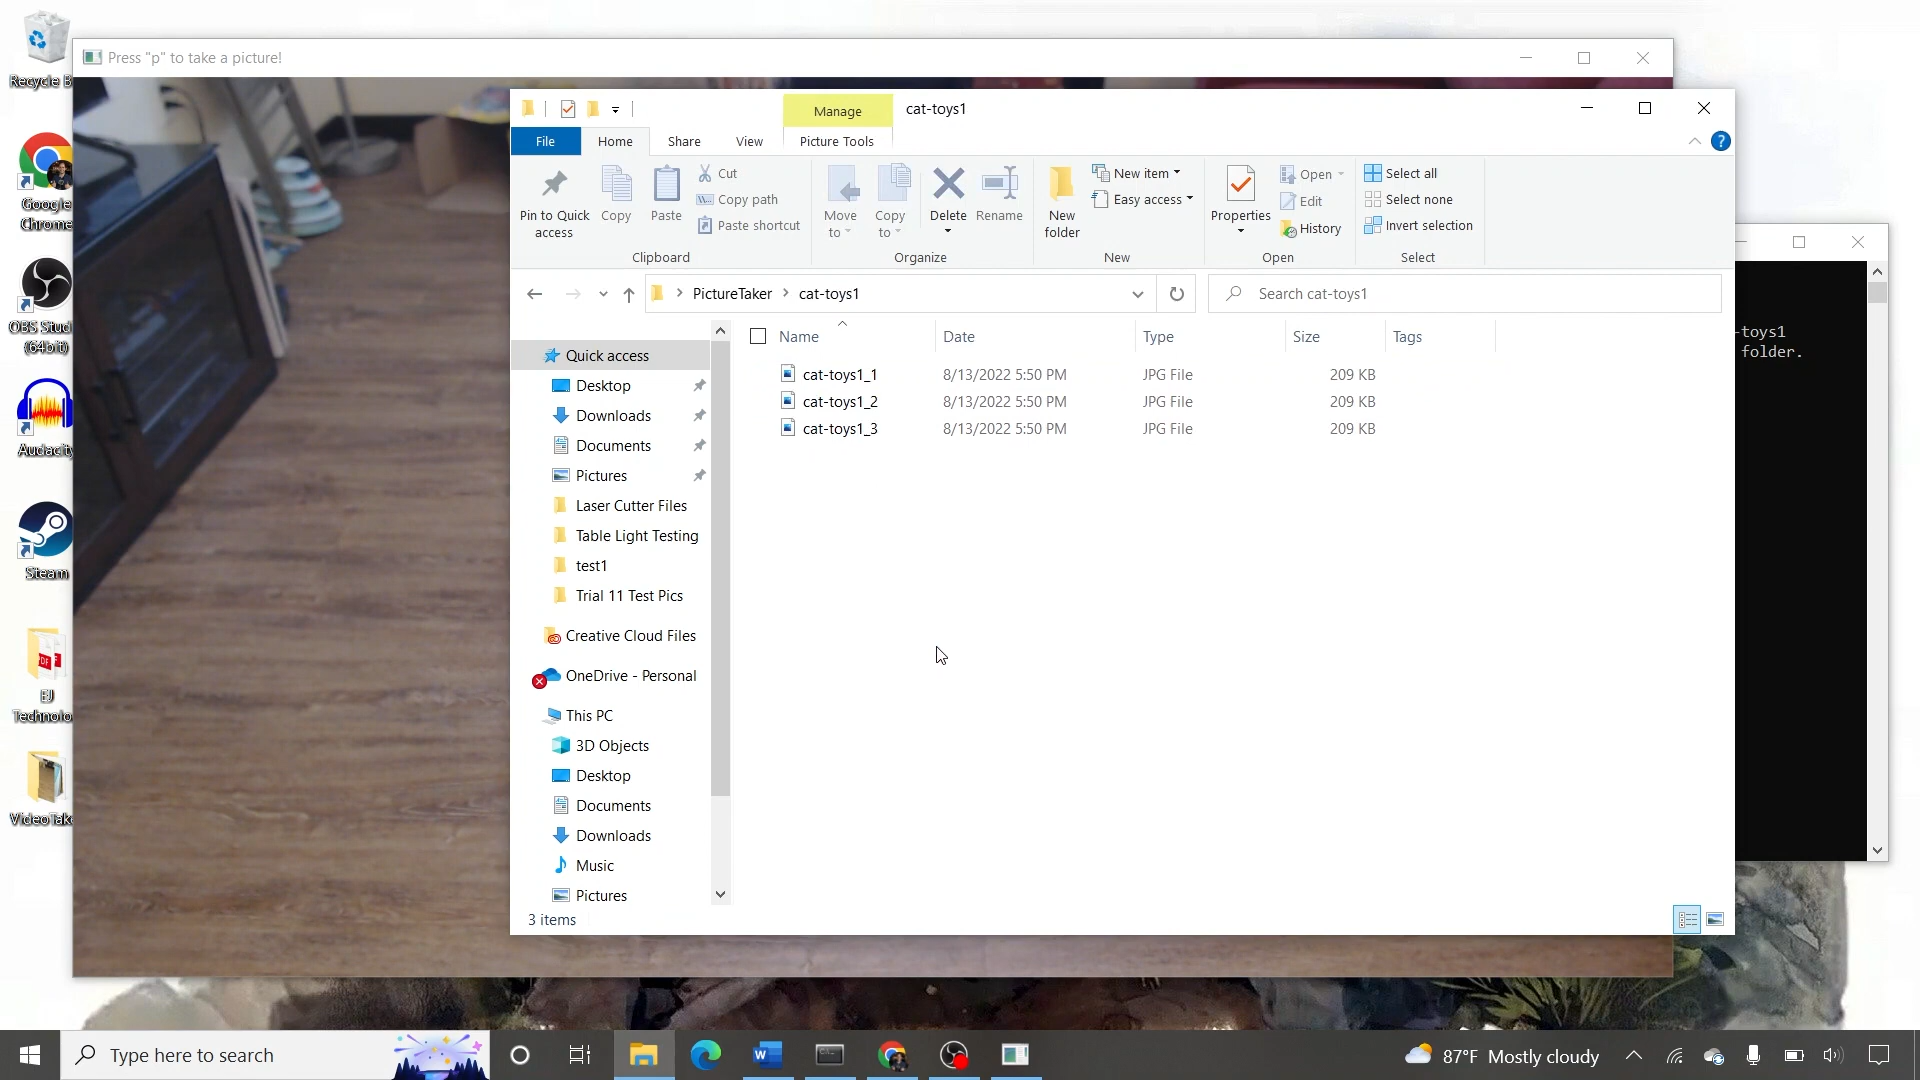 Recycle B
Press "p" to take a picture!
Google
Chrome
OBS Studi
(64bit)
Audacity
Steam
BJ
Technolo
VideoTak
Manage
cat-toys1
File
Home
Share
View
Picture Tools
Pin to Quick
access
Copy
Paste
Cut
Copy path
Paste shortcut
Clipboard
Move
to
Copy
to
Delete
Rename
Organize
New
folder
New item
Easy access
New
Properties
Open
Edit
History
Open
Select all
Select none
Invert selection
Select
PictureTaker > cat-toys1
Search cat-toys1
Quick access
Desktop
Downloads
Documents
Pictures
Laser Cutter Files
Table Light Testing
test1
Trial 11 Test Pics
Creative Cloud Files
OneDrive - Personal
This PC
3D Objects
Desktop
Documents
Downloads
Music
Pictures
Name Date Type Size Tags
cat-toys1_1 8/13/2022 5:50 PM JPG File 209 KB
cat-toys1_2 8/13/2022 5:50 PM JPG File 209 KB
cat-toys1_3 8/13/2022 5:50 PM JPG File 209 KB
3 items
-toys1
folder.
Type here to search
87°F Mostly cloudy